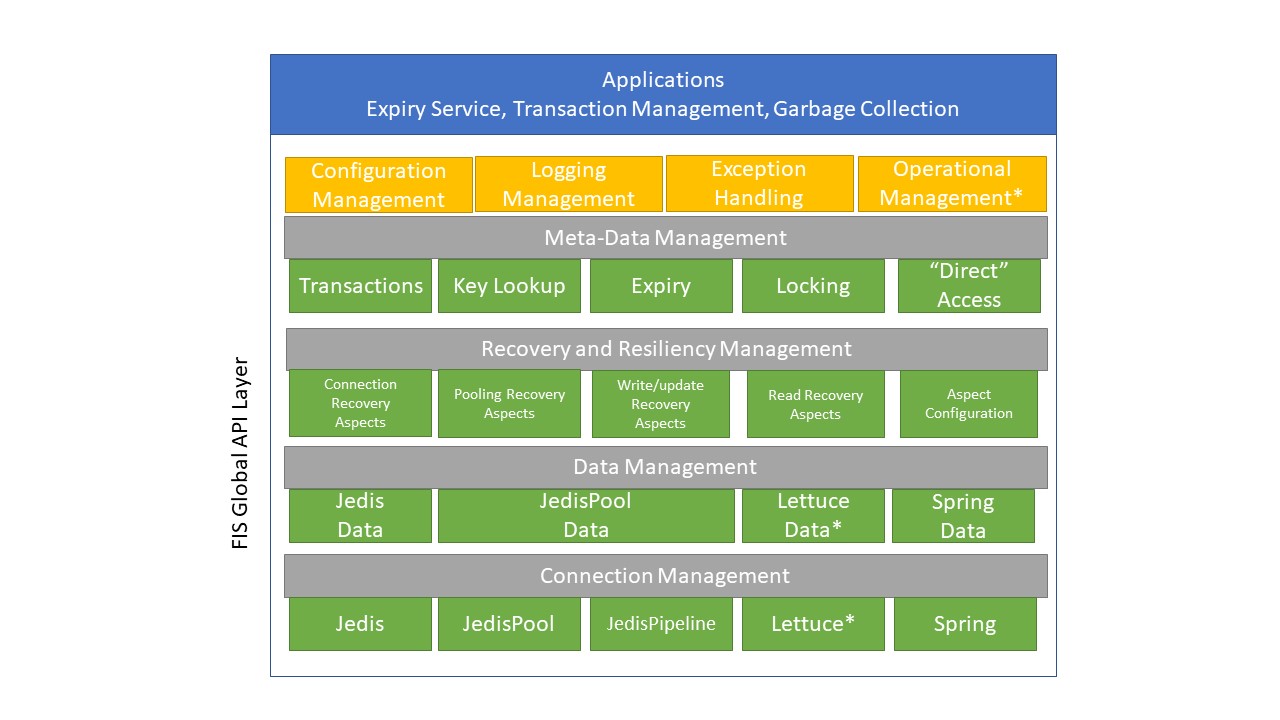 Applications
Expiry Service, Transaction Management, Garbage Collection
Configuration
Management
Logging
Management
Exception
Handling
Operational
Management*
Meta-Data Management
Transactions
Key Lookup
Expiry
Locking
“Direct”
Access
Recovery and Resiliency Management
Connection
Recovery
Aspects
Pooling Recovery
Aspects
Write/update
Recovery
Aspects
Read Recovery
Aspects
Aspect
Configuration
Data Management
Jedis
Data
JedisPool
Data
Lettuce
Data*
Spring
Data
Connection Management
Jedis
JedisPool
JedisPipeline
Lettuce*
Spring
FIS Global API Layer